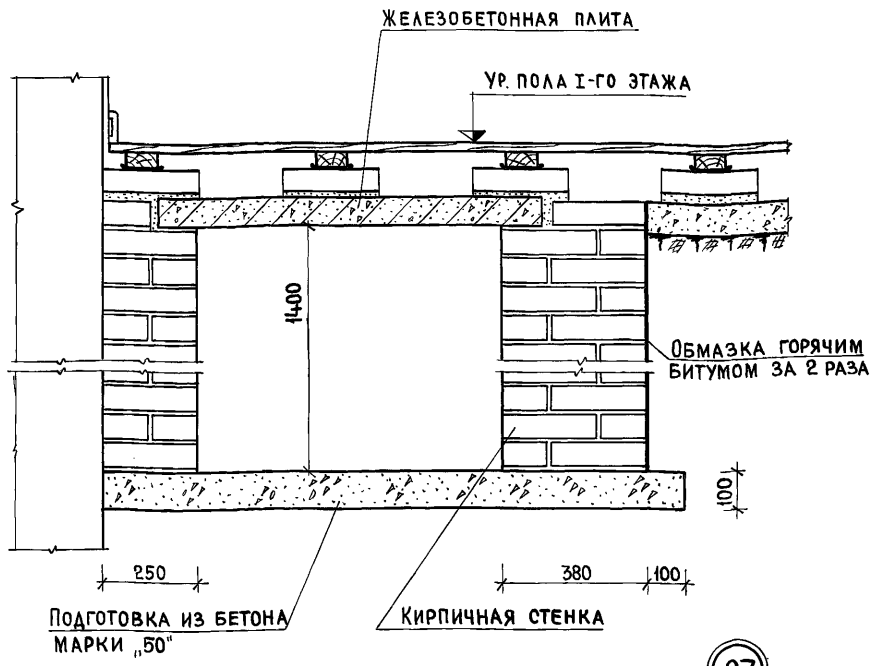 ЖЕЛЕЗОБЕТОННАЯ ПЛИТА
УР. ПОЛА I-ГО ЭТАЖА
1400
ОБМАЗКА ГОРЯЧИМ
БИТУМОМ ЗА 2 РАЗА
100
250
380
100
ПОДГОТОВКА ИЗ БЕТОНА
МАРКИ „50"
КИРПИЧНАЯ СТЕНКА